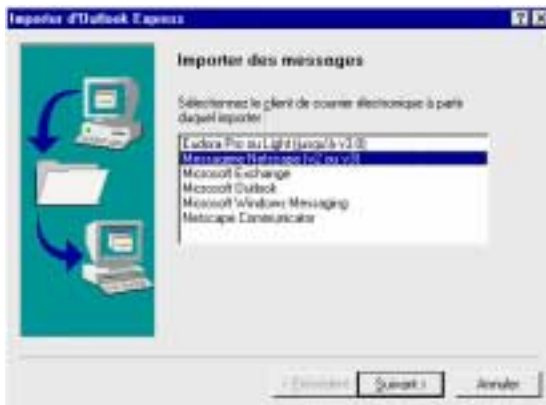 Importer d'Outlook Express
Importer des messages
Sélectionnez le client de courrier électronique à partir
duquel importer
Eudora Pro ou Light (jusqu'à v3.0)
Messagerie Netscape (v2 ou v3)
Microsoft Exchange
Microsoft Outlook
Microsoft Windows Messaging
Netscape Communicator
< Précédent Suivant > Annuler